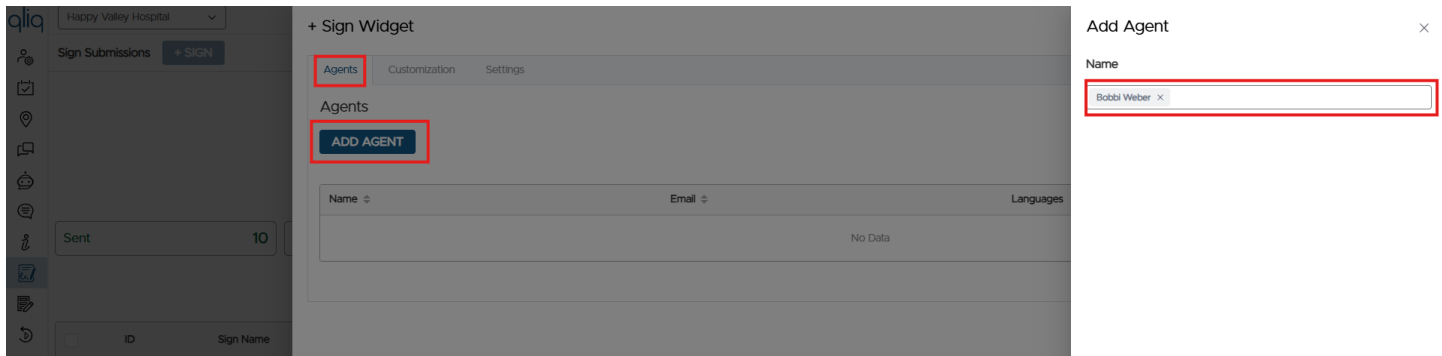 qliq
Happy Valley Hospital
Sign Submissions
+ SIGN
Sent 10
ID Sign Name
+ Sign Widget
Agents Customization Settings
Agents
ADD AGENT
Name Email Languages
No Data
Add Agent
Name
Bobbi Weber ×